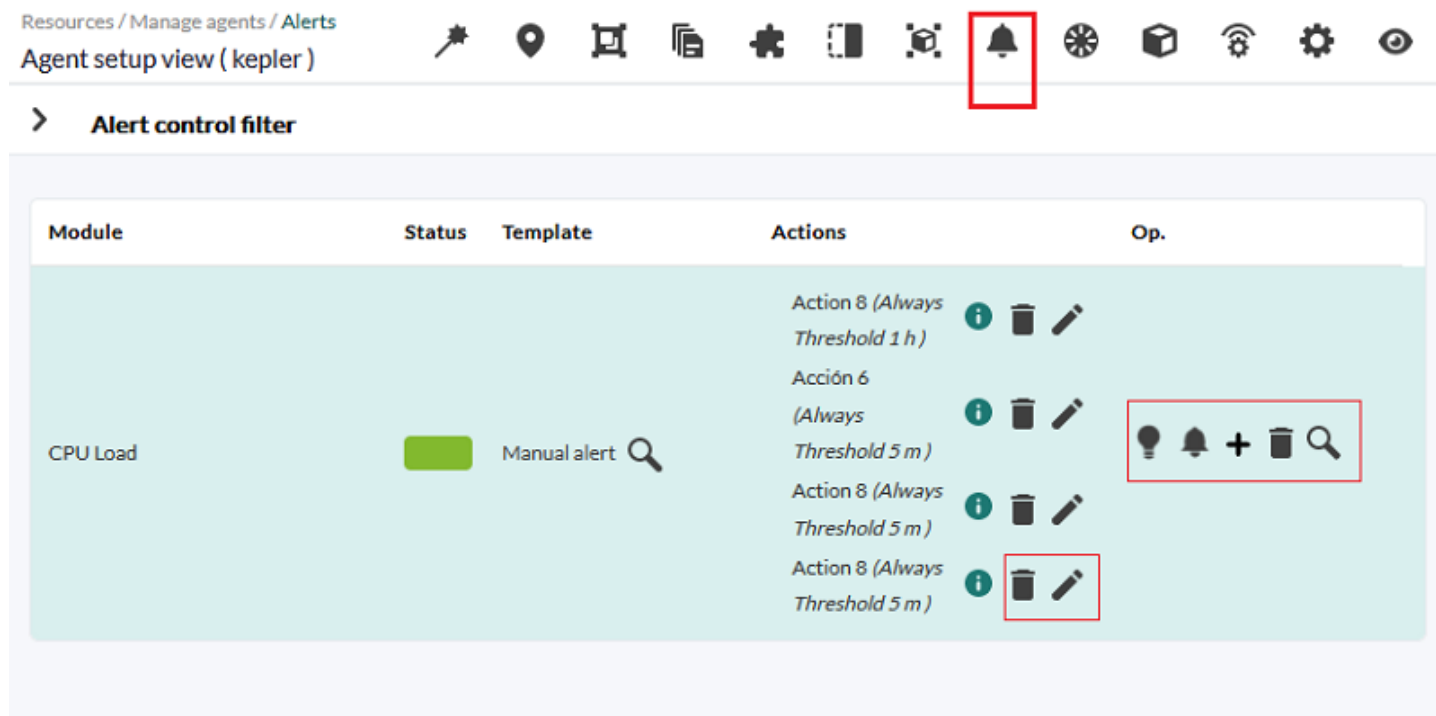 Resources / Manage agents / Alerts
Agent setup view ( kepler )
Alert control filter
Module Status Template Actions Op.
CPU Load
Manual alert
Action 8 (Always
Threshold 1 h )
Acción 6
(Always
Threshold 5 m )
Action 8 (Always
Threshold 5 m )
Action 8 (Always
Threshold 5 m )